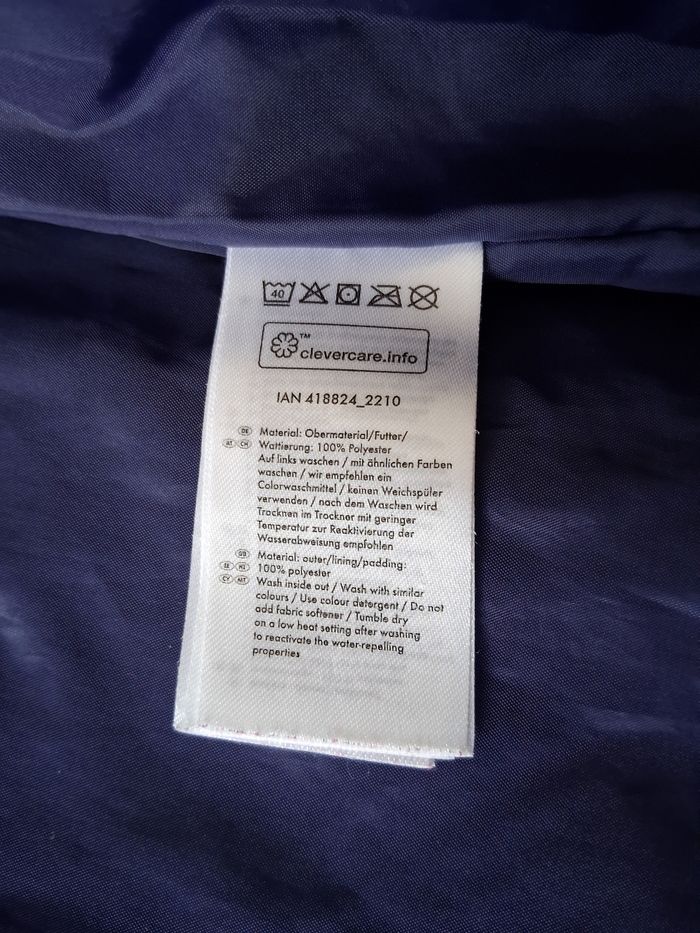 40
™
clevercare.info
IAN 418824_2210
DE Material: Obermaterial/Futter/
AT CH Wattierung: 100% Polyester
Auf links waschen / mit ähnlichen Farben
waschen / wir empfehlen ein
Colorwaschmittel / keinen Weichspüler
verwenden / nach dem Waschen wird
Trocknen im Trockner mit geringer
Temperatur zur Reaktivierung der
Wasserabweisung empfohlen
GB Material: outer/lining/padding:
IE NI 100% polyester
CY MT Wash inside out / Wash with similar
colours / Use colour detergent / Do not
add fabric softener / Tumble dry
on a low heat setting after washing
to reactivate the water-repelling
properties